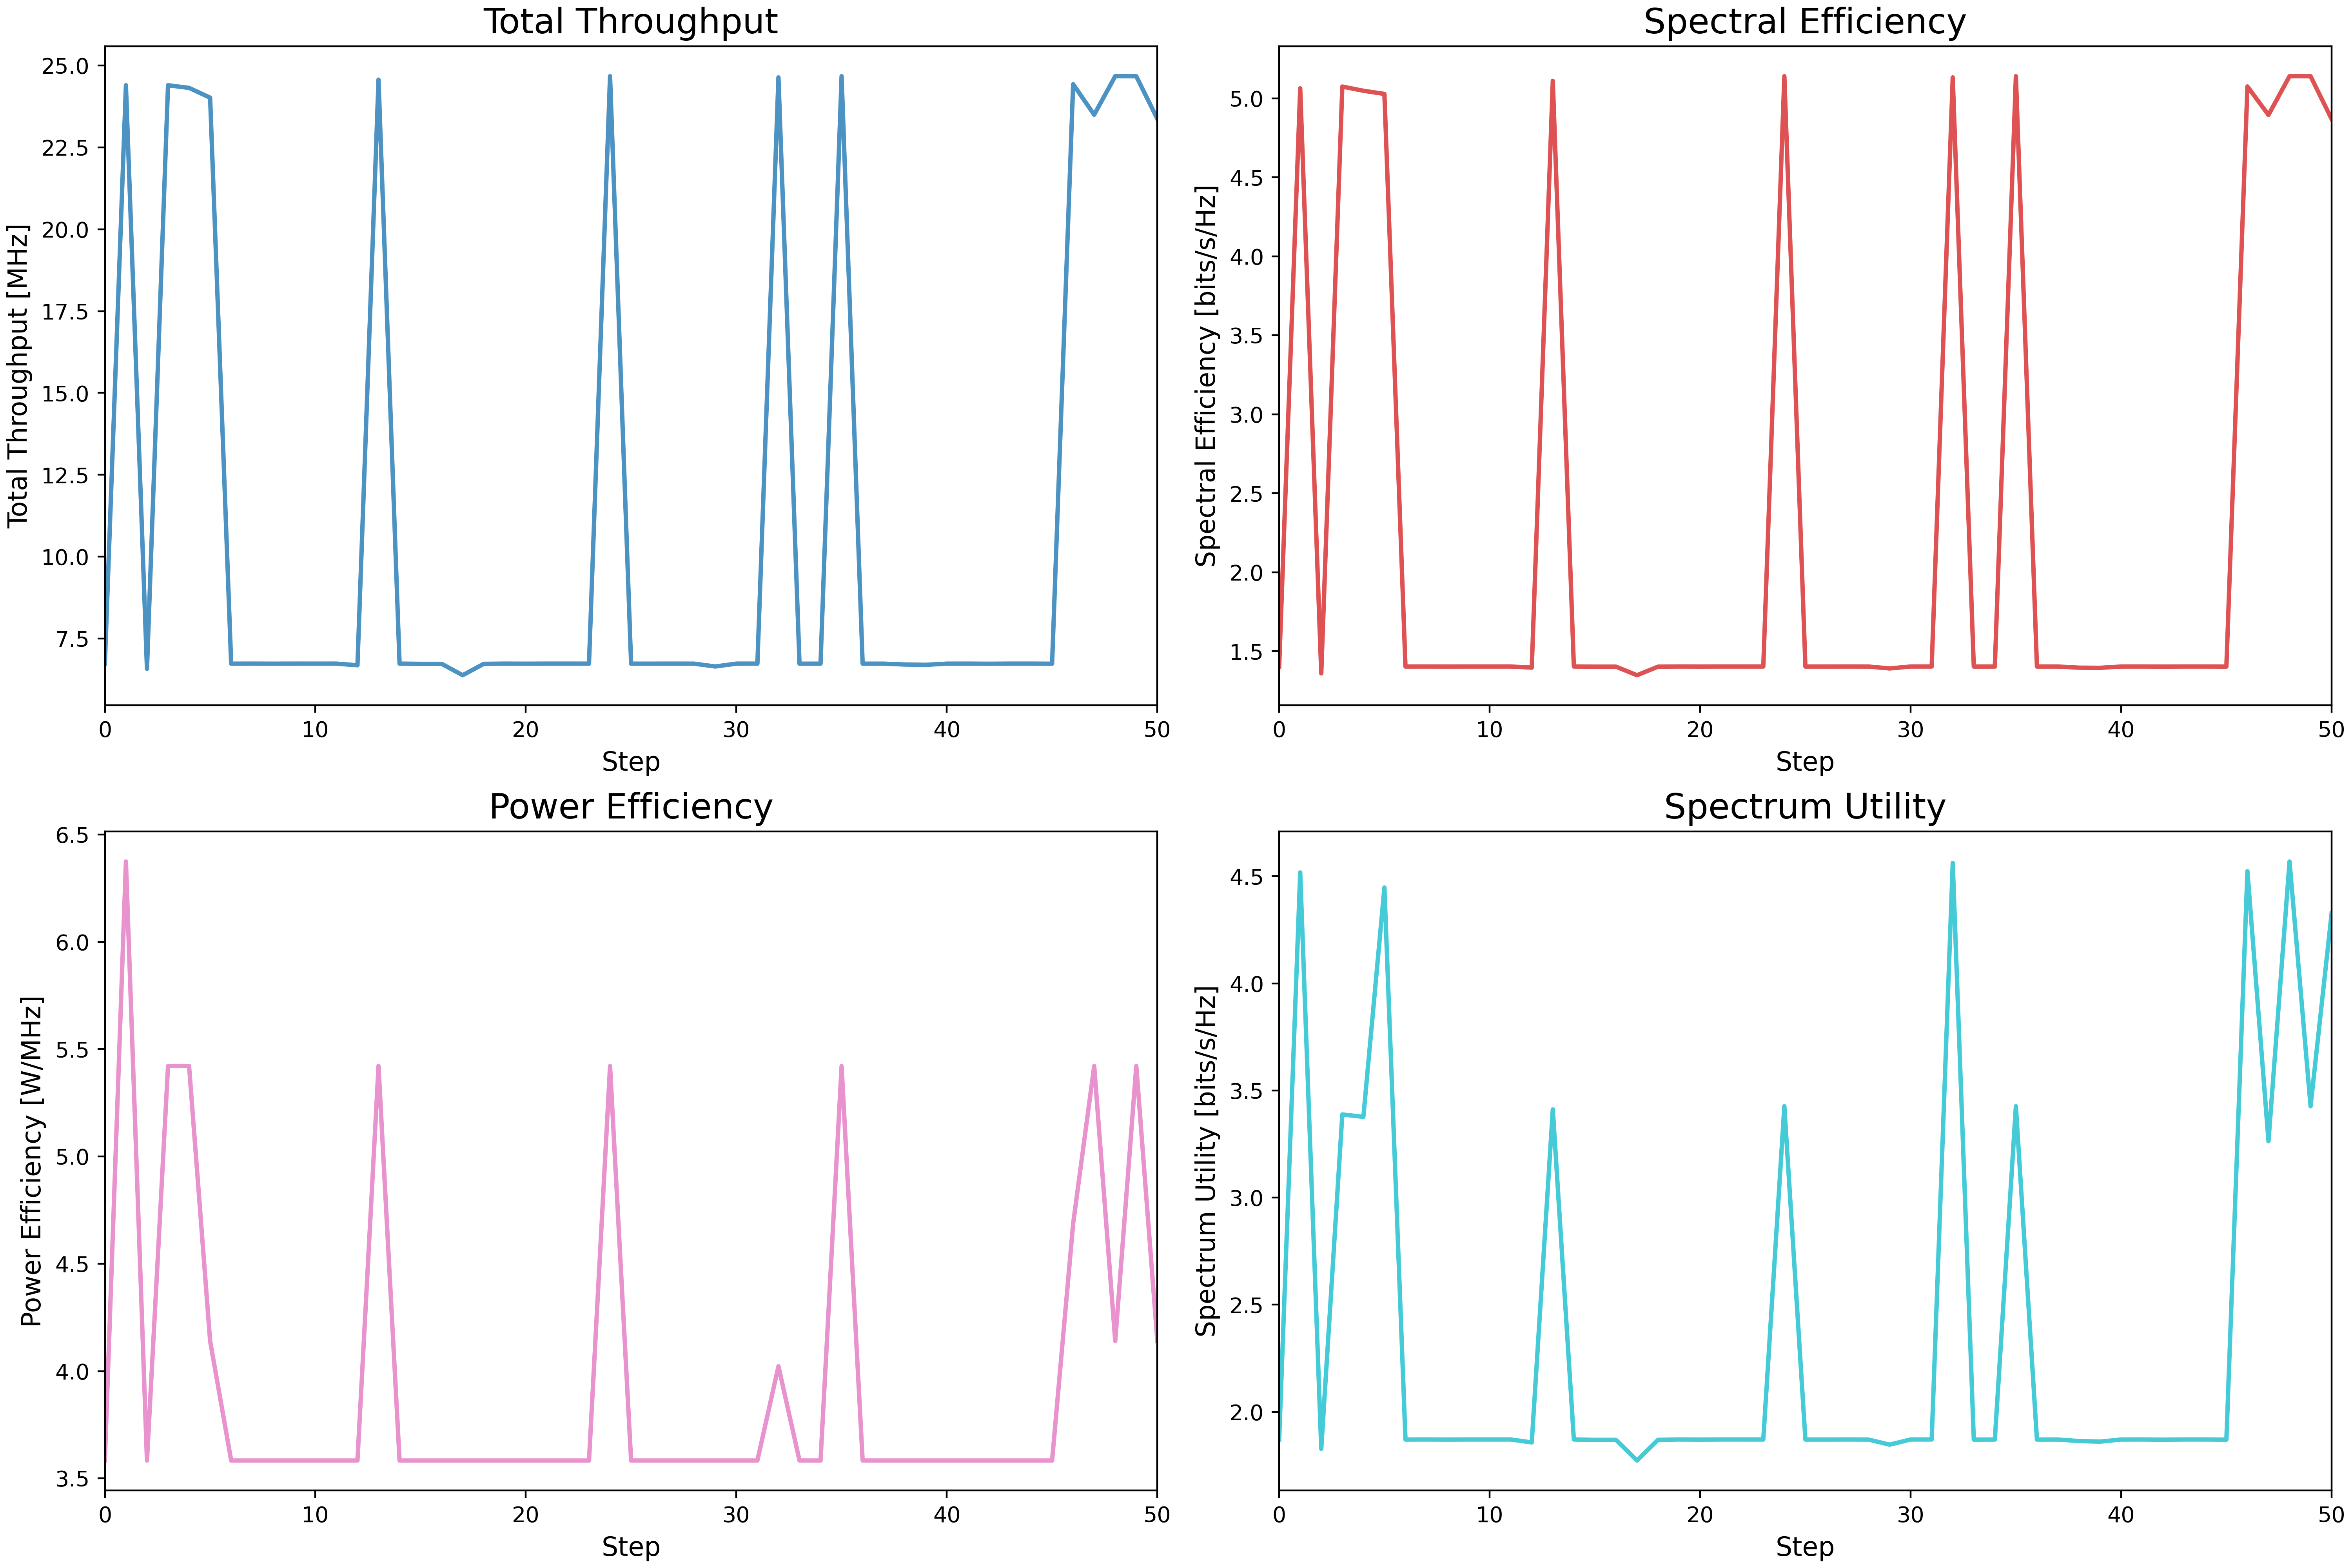 Total Throughput
25.0
22.5
20.0
17.5
15.0
12.5
10.0
7.5
Total Throughput [MHz]
0 10 20 30 40 50
Step
Spectral Efficiency
5.0
4.5
4.0
3.5
3.0
2.5
2.0
1.5
Spectral Efficiency [bits/s/Hz]
0 10 20 30 40 50
Step
Power Efficiency
6.5
6.0
5.5
5.0
4.5
4.0
3.5
Power Efficiency [W/MHz]
0 10 20 30 40 50
Step
Spectrum Utility
4.5
4.0
3.5
3.0
2.5
2.0
Spectrum Utility [bits/s/Hz]
0 10 20 30 40 50
Step